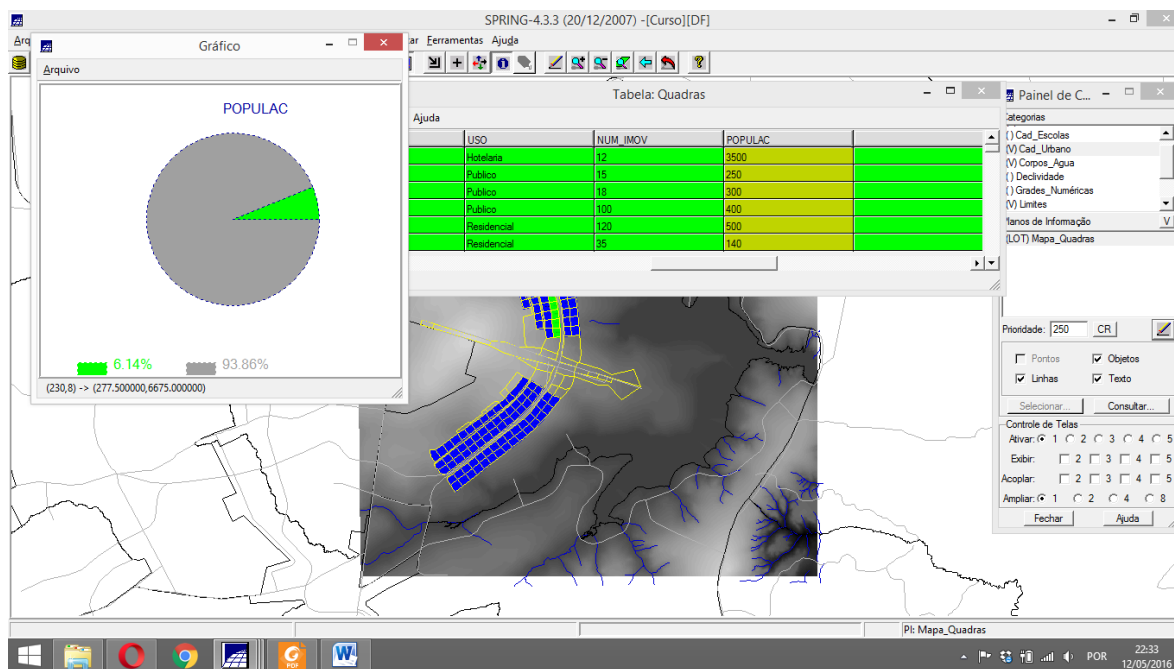 SPRING-4.3.3 (20/12/2007) -[Curso][DF]
Ferramentas Ajuda
Gráfico
Arquivo
POPULAC
6.14%
93.86%
(230,8) -> (277.500000,6675.000000)
Tabela: Quadras
Ajuda
USO NUM_IMOV POPULAC
Hotelaria 12 3500
Publico 15 250
Publico 18 300
Publico 100 400
Residencial 120 500
Residencial 35 140
Painel de C...
Categorias
( ) Cad_Escolas
(V) Cad_Urbano
(V) Corpos_Agua
( ) Declividade
( ) Grades_Numéricas
(V) Limites
Planos de Informação V
(LOT) Mapa_Quadras
Prioridade: 250 CR
Pontos Objetos
Linhas Texto
Selecionar... Consultar...
Controle de Telas
Ativar: 1 2 3 4 5
Exibir: 2 3 4 5
Acoplar: 2 3 4 5
Ampliar: 1 2 4 8
Fechar Ajuda
PI: Mapa_Quadras
PDF
POR
22:33
12/05/2016